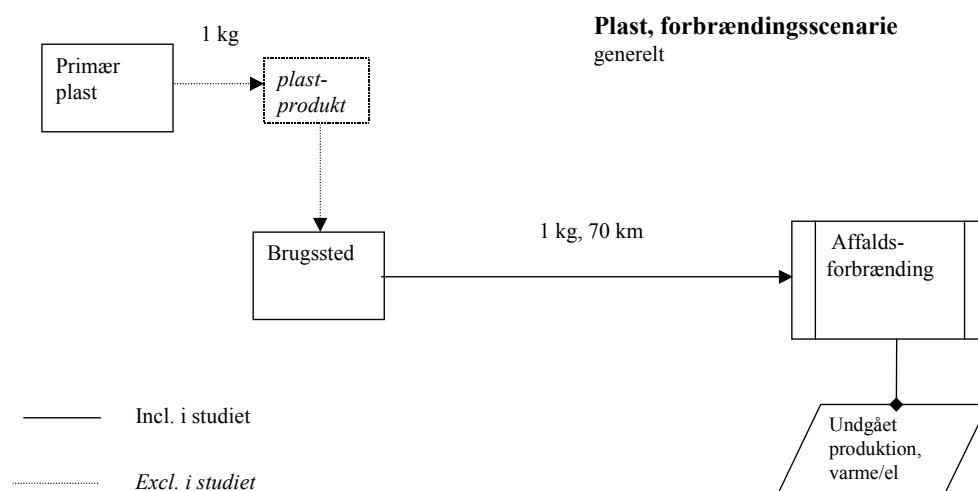 Plast, forbrændingsscenarie
generelt
1 kg
Primær
plast
plast-
produkt
Brugssted
1 kg, 70 km
Affalds-
forbrænding
Incl. i studiet
Excl. i studiet
Undgået
produktion,
varme/el